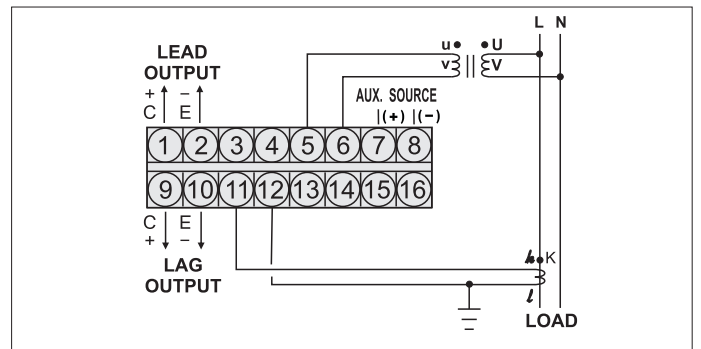 L N
u U
v V
LEAD
OUTPUT
+ −
C E
AUX. SOURCE
|(+) |(−)
1 2 3 4 5 6 7 8
9 10 11 12 13 14 15 16
C E
+ −
LAG
OUTPUT
k K
l
LOAD